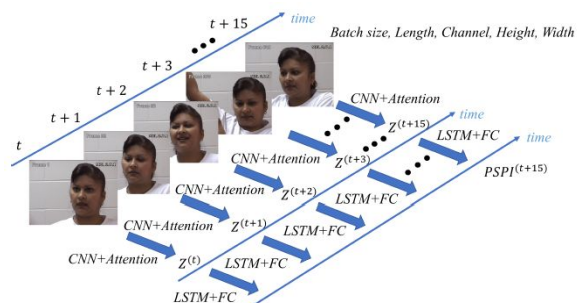 t + 15
time
Batch size, Length, Channel, Height, Width
t + 3
t + 2
t + 1
t
CNN+Attention
time
Z^(t+15)
LSTM+FC
time
CNN+Attention
Z^(t+3)
PSPI^(t+15)
CNN+Attention
Z^(t+2)
LSTM+FC
CNN+Attention
Z^(t+1)
LSTM+FC
CNN+Attention
Z^(t)
LSTM+FC
LSTM+FC